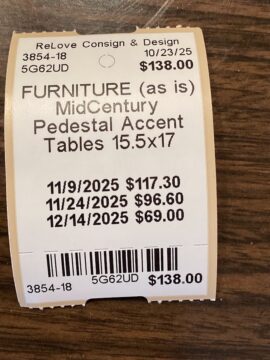 ReLove Consign & Design
3854-18 10/23/25
5G62UD $138.00
FURNITURE (as is)
MidCentury
Pedestal Accent
Tables 15.5x17
11/9/2025 $117.30
11/24/2025 $96.60
12/14/2025 $69.00
3854-18 5G62UD $138.00